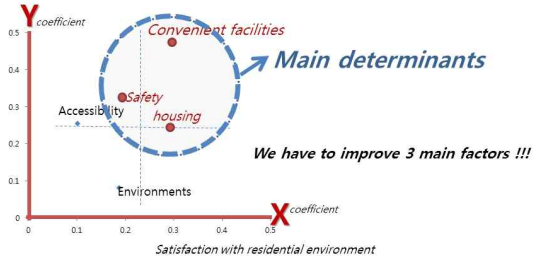 Y coefficient
0.5
Convenient facilities
0.4
Main determinants
0.3
Safety
Accessibility
housing
0.2
We have to improve 3 main factors !!!
0.1
Environments
0
X coefficient
0 0.1 0.2 0.3 0.4 0.5
Satisfaction with residential environment